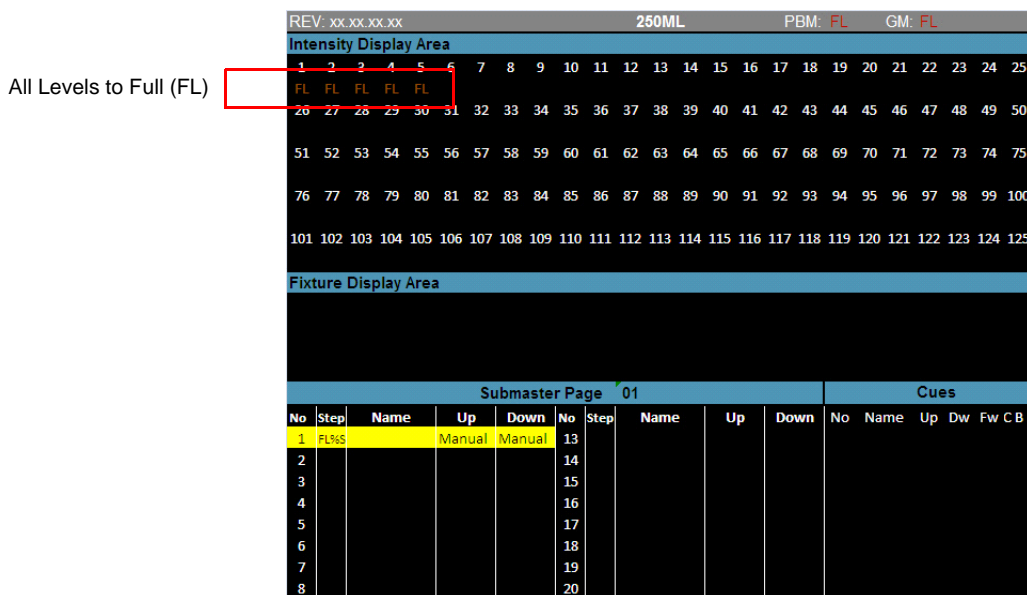 REV: xx.xx.xx.xx 250ML PBM: FL GM: FL
Intensity Display Area
1 2 3 4 5 6 7 8 9 10 11 12 13 14 15 16 17 18 19 20 21 22 23 24 25
All Levels to Full (FL)
FL FL FL FL FL
26 27 28 29 30 31 32 33 34 35 36 37 38 39 40 41 42 43 44 45 46 47 48 49 50
51 52 53 54 55 56 57 58 59 60 61 62 63 64 65 66 67 68 69 70 71 72 73 74 75
76 77 78 79 80 81 82 83 84 85 86 87 88 89 90 91 92 93 94 95 96 97 98 99 100
101 102 103 104 105 106 107 108 109 110 111 112 113 114 115 116 117 118 119 120 121 122 123 124 125
Fixture Display Area
Submaster Page 01 Cues
No Step Name Up Down No Step Name Up Down No Name Up Dw Fw C B
1 FL%S Manual Manual 13
2 14
3 15
4 16
5 17
6 18
7 19
8 20